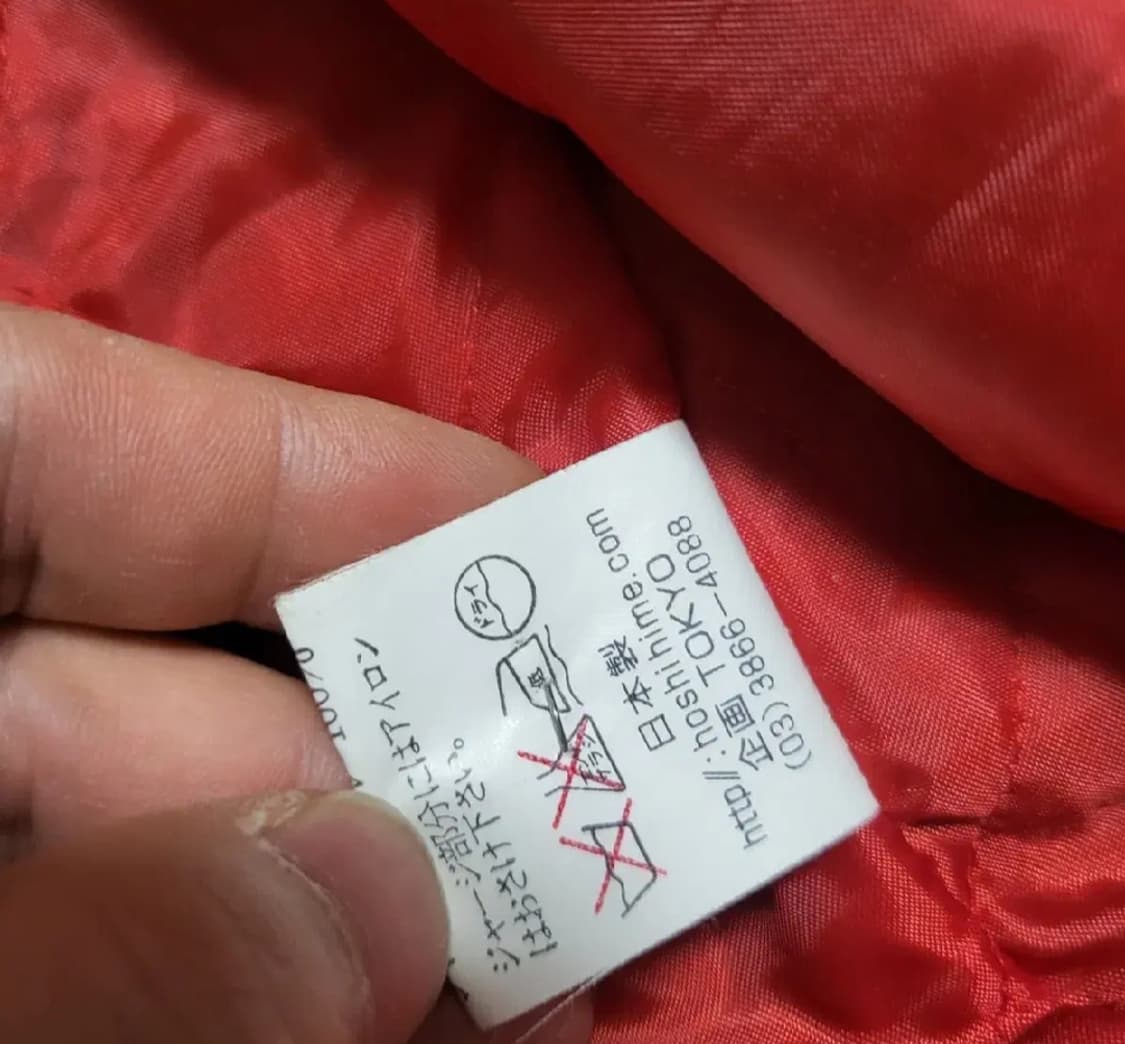 100%
ジャージ部分にはアイロン
はおさけ下さい。
ドライ
中
日本製
http//:hoshihime.com
企画 TOKYO
(03)3866−4088